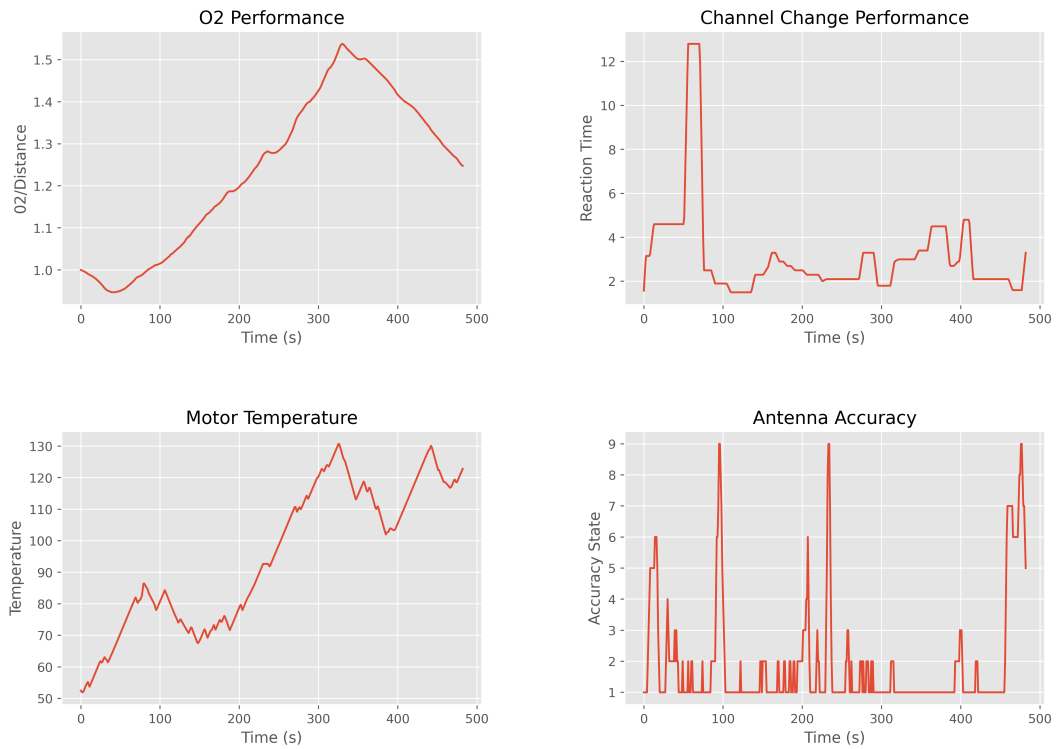 O2 Performance
1.5
1.4
1.3
1.2
1.1
1.0
02/Distance
0 100 200 300 400 500
Time (s)
Channel Change Performance
12
10
8
6
4
2
Reaction Time
0 100 200 300 400 500
Time (s)
Motor Temperature
130
120
110
100
90
80
70
60
50
Temperature
0 100 200 300 400 500
Time (s)
Antenna Accuracy
9
8
7
6
5
4
3
2
1
Accuracy State
0 100 200 300 400 500
Time (s)